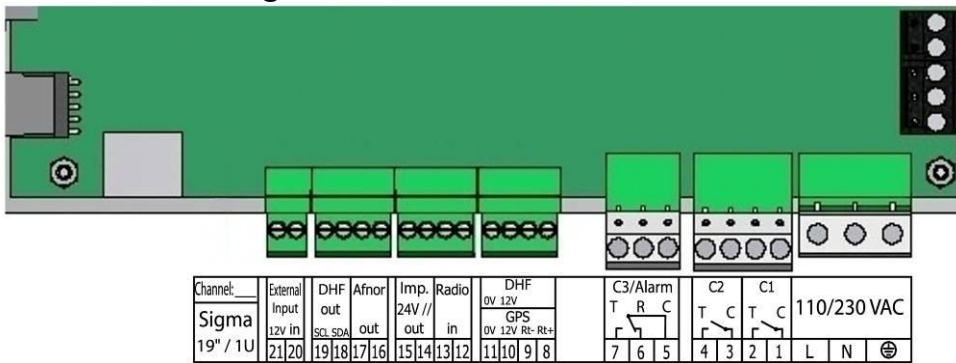 Channel:___
Sigma
19" / 1U
External
Input
12V in
21 20
DHF
out
SCL SDA
19 18
Afnor
out
17 16
Imp.
24V //
out
15 14
Radio
in
13 12
DHF
0V 12V
GPS
0V 12V Rt- Rt+
11 10 9 8
C3/Alarm
T R C
7 6 5
C2
T C
4 3
C1
T C
2 1
110/230 VAC
L N